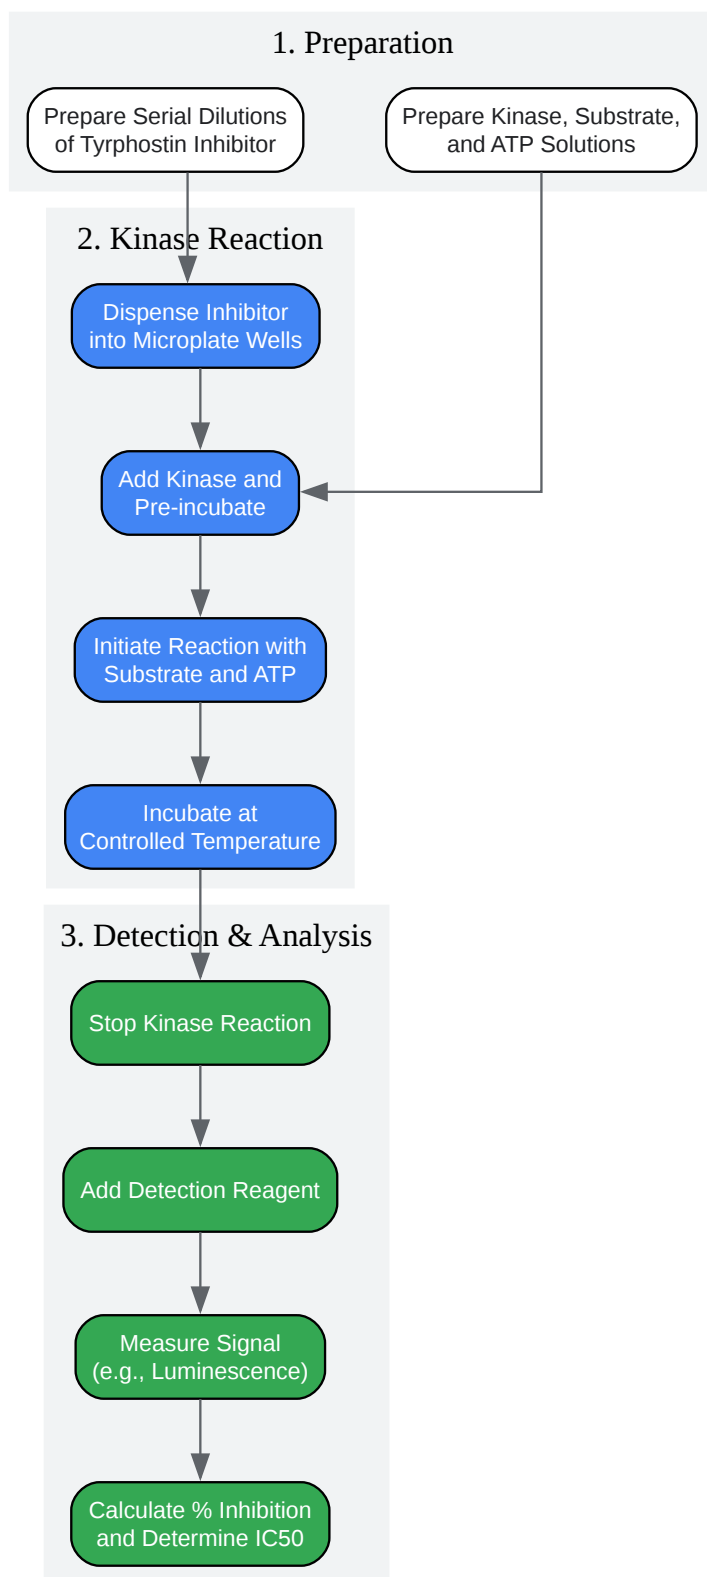 1. Preparation
Prepare Serial Dilutions
of Tyrphostin Inhibitor
Prepare Kinase, Substrate,
and ATP Solutions
2. Kinase Reaction
Dispense Inhibitor
into Microplate Wells
Add Kinase and
Pre-incubate
Initiate Reaction with
Substrate and ATP
Incubate at
Controlled Temperature
3. Detection & Analysis
Stop Kinase Reaction
Add Detection Reagent
Measure Signal
(e.g., Luminescence)
Calculate % Inhibition
and Determine IC50